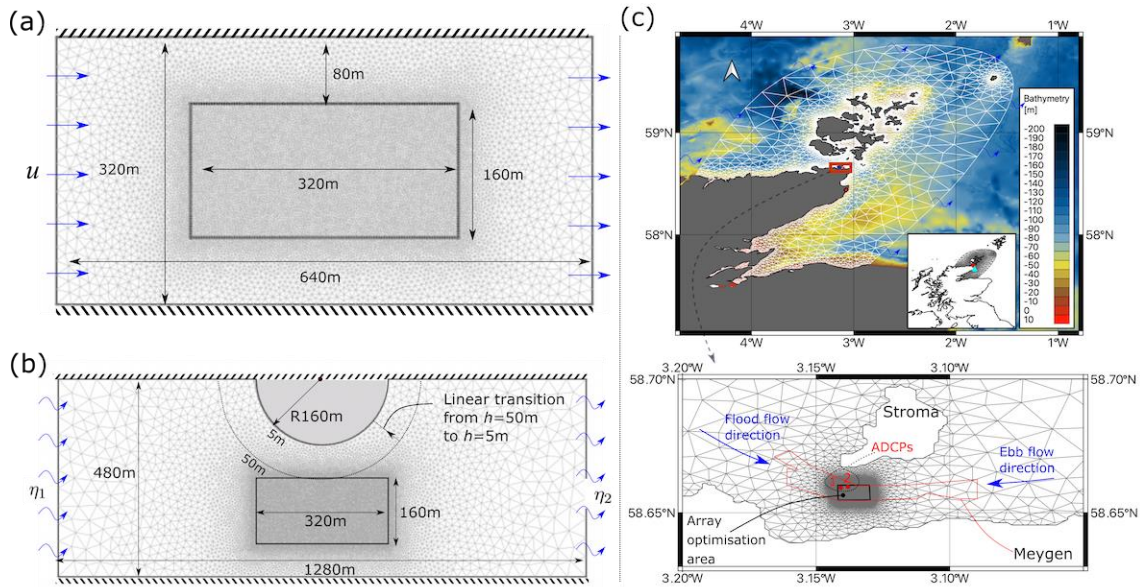 (a)
80m
u
320m
320m
160m
640m
(b)
R160m
5m
50m
Linear transition
from h=50m
to h=5m
480m
η1
η2
320m
160m
1280m
(c)
4°W
3°W
2°W
1°W
59°N
58°N
Bathymetry
[m]
-200
-190
-180
-170
-160
-150
-140
-130
-120
-110
-100
-90
-80
-70
-60
-50
-40
-30
-20
-10
0
10
4°W
3°W
2°W
1°W
3.20°W
3.15°W
3.10°W
58.70°N
Stroma
Flood flow
direction
ADCPs
Ebb flow
direction
58.65°N
58.65°N
Array
optimisation
area
Meygen
3.20°W
3.15°W
3.10°W